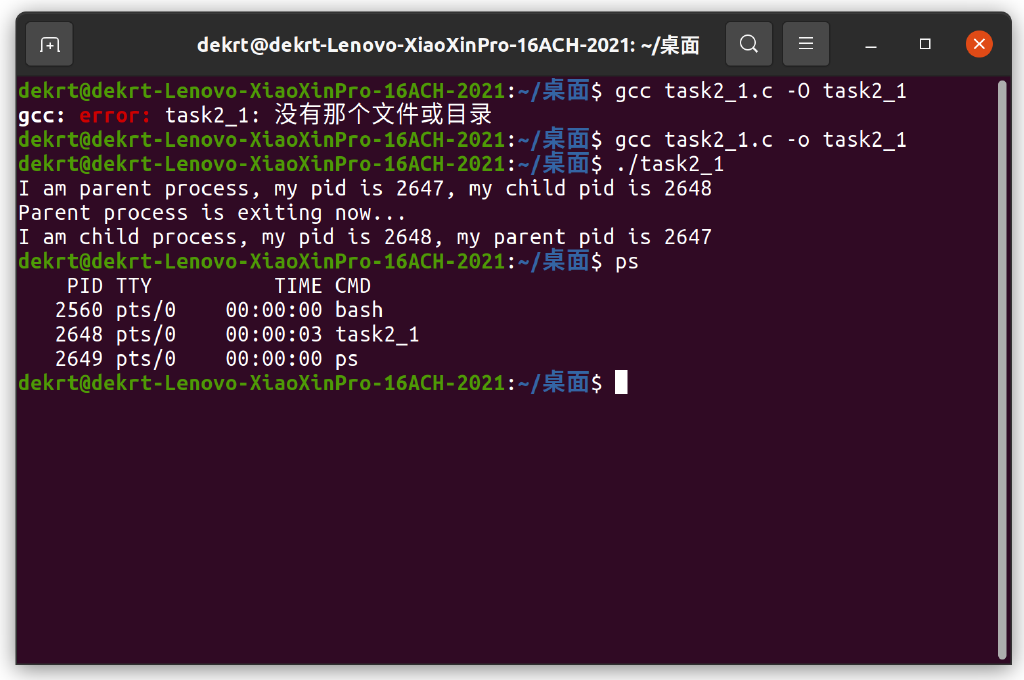 dekrt@dekrt-Lenovo-XiaoXinPro-16ACH-2021: ~/桌面
dekrt@dekrt-Lenovo-XiaoXinPro-16ACH-2021:~/桌面$ gcc task2_1.c -O task2_1
gcc: error: task2_1: 没有那个文件或目录
dekrt@dekrt-Lenovo-XiaoXinPro-16ACH-2021:~/桌面$ gcc task2_1.c -o task2_1
dekrt@dekrt-Lenovo-XiaoXinPro-16ACH-2021:~/桌面$ ./task2_1
I am parent process, my pid is 2647, my child pid is 2648
Parent process is exiting now...
I am child process, my pid is 2648, my parent pid is 2647
dekrt@dekrt-Lenovo-XiaoXinPro-16ACH-2021:~/桌面$ ps
    PID TTY          TIME CMD
   2560 pts/0    00:00:00 bash
   2648 pts/0    00:00:03 task2_1
   2649 pts/0    00:00:00 ps
dekrt@dekrt-Lenovo-XiaoXinPro-16ACH-2021:~/桌面$